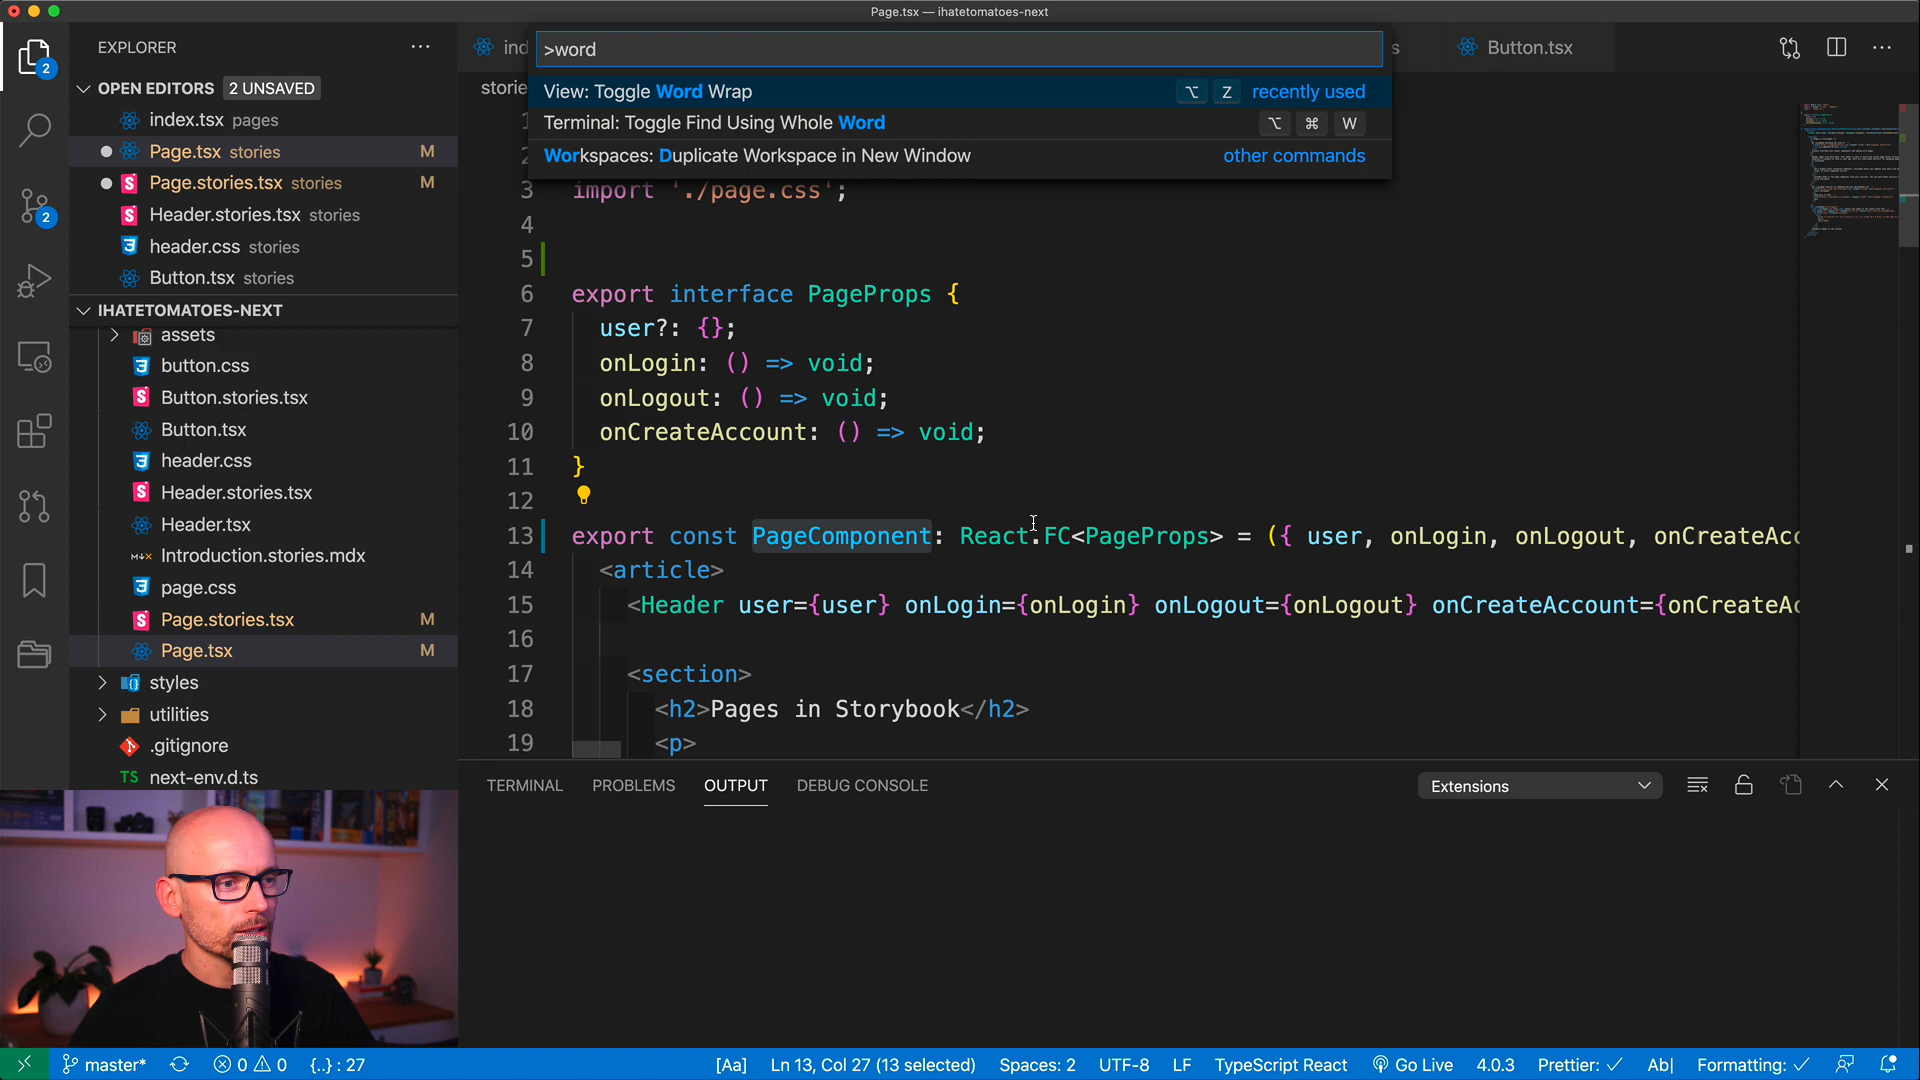 Page.tsx — ihatetomatoes-next
EXPLORER
OPEN EDITORS 2 UNSAVED
index.tsx pages
Page.tsx stories M
Page.stories.tsx stories M
Header.stories.tsx stories
header.css stories
Button.tsx stories
IHATETOMATOES-NEXT
assets
button.css
Button.stories.tsx
Button.tsx
header.css
Header.stories.tsx
Header.tsx
Introduction.stories.mdx
page.css
Page.stories.tsx M
Page.tsx M
styles
utilities
.gitignore
TS next-env.d.ts
2
2
ind
Button.tsx
storie
>word
View: Toggle Word Wrap ⌥ Z recently used
Terminal: Toggle Find Using Whole Word ⌥ ⌘ W
Workspaces: Duplicate Workspace in New Window other commands
3 import './page.css';
4
5
6 export interface PageProps {
7 user?: {};
8 onLogin: () => void;
9 onLogout: () => void;
10 onCreateAccount: () => void;
11 }
12
13 export const PageComponent: React.FC<PageProps> = ({ user, onLogin, onLogout, onCreateAcc
14 <article>
15 <Header user={user} onLogin={onLogin} onLogout={onLogout} onCreateAccount={onCreateAc
16
17 <section>
18 <h2>Pages in Storybook</h2>
19 <p>
TERMINAL PROBLEMS OUTPUT DEBUG CONSOLE Extensions
master* 0 0 {..} : 27 [Aa] Ln 13, Col 27 (13 selected) Spaces: 2 UTF-8 LF TypeScript React Go Live 4.0.3 Prettier: ✓ Ab| Formatting: ✓